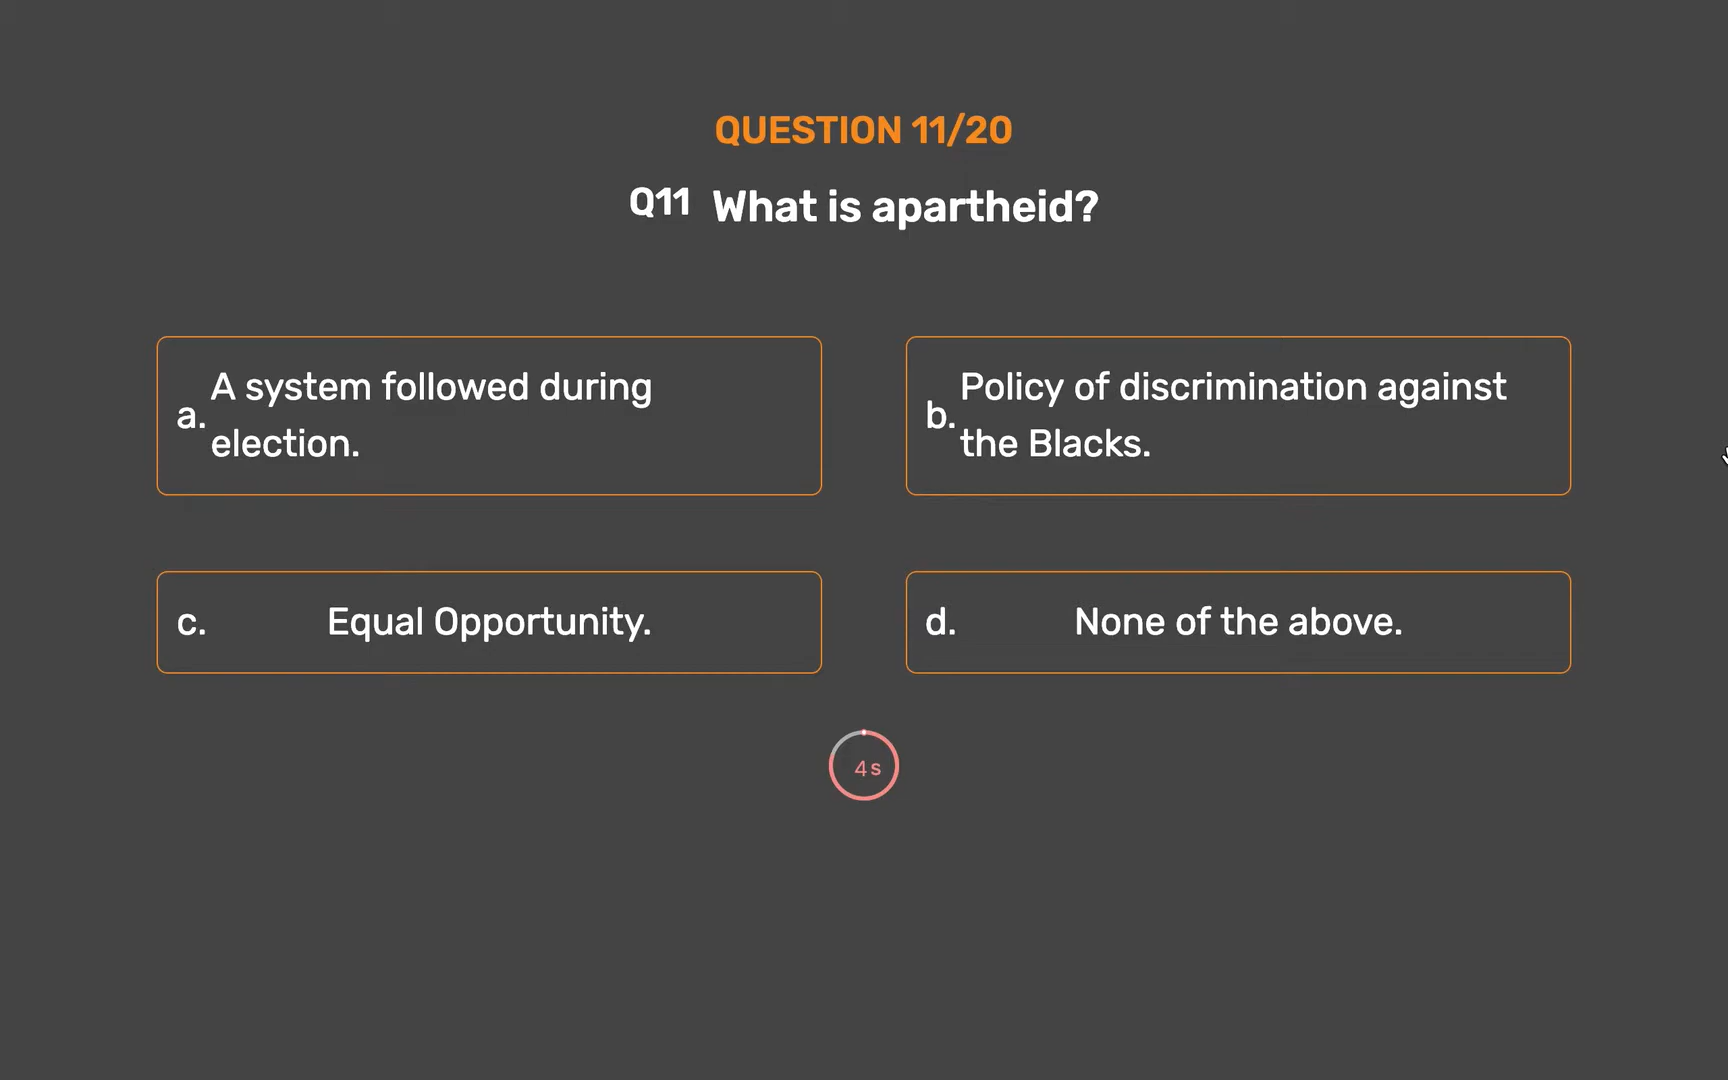 QUESTION 11/20
Q11 What is apartheid?
a. A system followed during
election.
b. Policy of discrimination against
the Blacks.
c. Equal Opportunity.
d. None of the above.
4 s